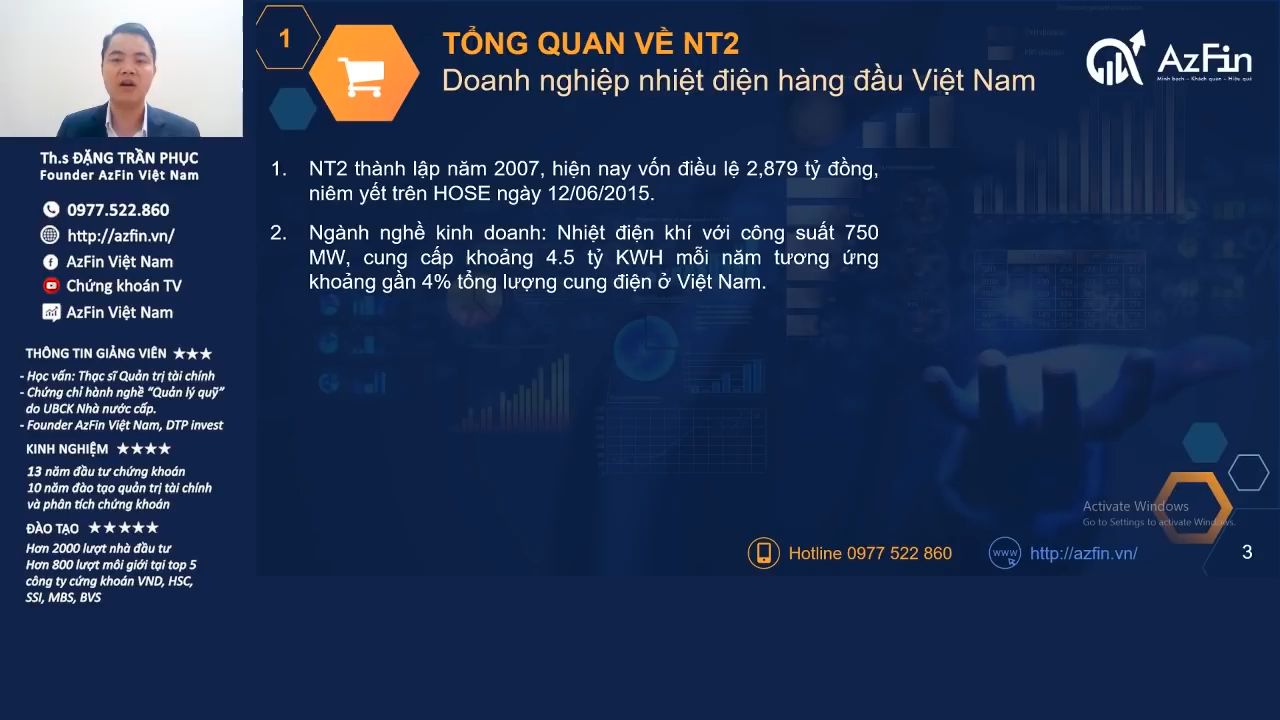 1
TỔNG QUAN VỀ NT2
Doanh nghiệp nhiệt điện hàng đầu Việt Nam
AzFin
Minh bạch - Khách quan - Hiệu quả
Th.s ĐẶNG TRẦN PHỤC
Founder AzFin Việt Nam
0977.522.860
http://azfin.vn/
AzFin Việt Nam
Chứng khoán TV
AzFin Việt Nam
THÔNG TIN GIẢNG VIÊN ★★★
- Học vấn: Thạc sĩ Quản trị tài chính
- Chứng chỉ hành nghề “Quản lý quỹ”
do UBCK Nhà nước cấp.
- Founder AzFin Việt Nam, DTP invest
KINH NGHIỆM ★★★★
13 năm đầu tư chứng khoán
10 năm đào tạo quản trị tài chính
và phân tích chứng khoán
ĐÀO TẠO ★★★★★
Hơn 2000 lượt nhà đầu tư
Hơn 800 lượt môi giới tại top 5
công ty cứng khoán VND, HSC,
SSI, MBS, BVS
1. NT2 thành lập năm 2007, hiện nay vốn điều lệ 2,879 tỷ đồng,
niêm yết trên HOSE ngày 12/06/2015.
2. Ngành nghề kinh doanh: Nhiệt điện khí với công suất 750
MW, cung cấp khoảng 4.5 tỷ KWH mỗi năm tương ứng
khoảng gần 4% tổng lượng cung điện ở Việt Nam.
Activate Windows
Go to Settings to activate Windows.
Hotline 0977 522 860
www
http://azfin.vn/
3